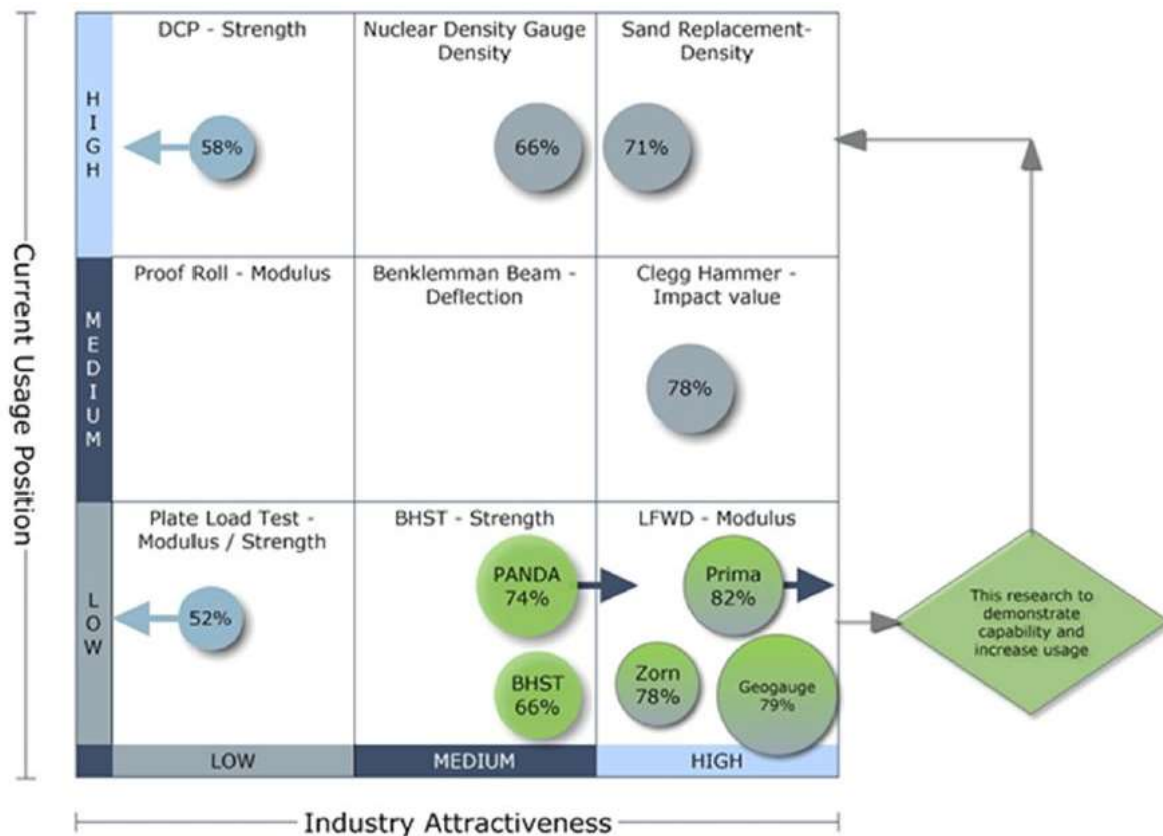 DCP - Strength
Nuclear Density Gauge
Density
Sand Replacement-
Density
HIGH
58%
66%
71%
Current Usage Position
Proof Roll - Modulus
Benklemman Beam -
Deflection
Clegg Hammer -
Impact value
MEDIUM
78%
Plate Load Test -
Modulus / Strength
BHST - Strength
LFWD - Modulus
LOW
52%
PANDA
74%
Prima
82%
BHST
66%
Zorn
78%
Geogauge
79%
This research to
demonstrate
capability and
increase usage
LOW
MEDIUM
HIGH
Industry Attractiveness